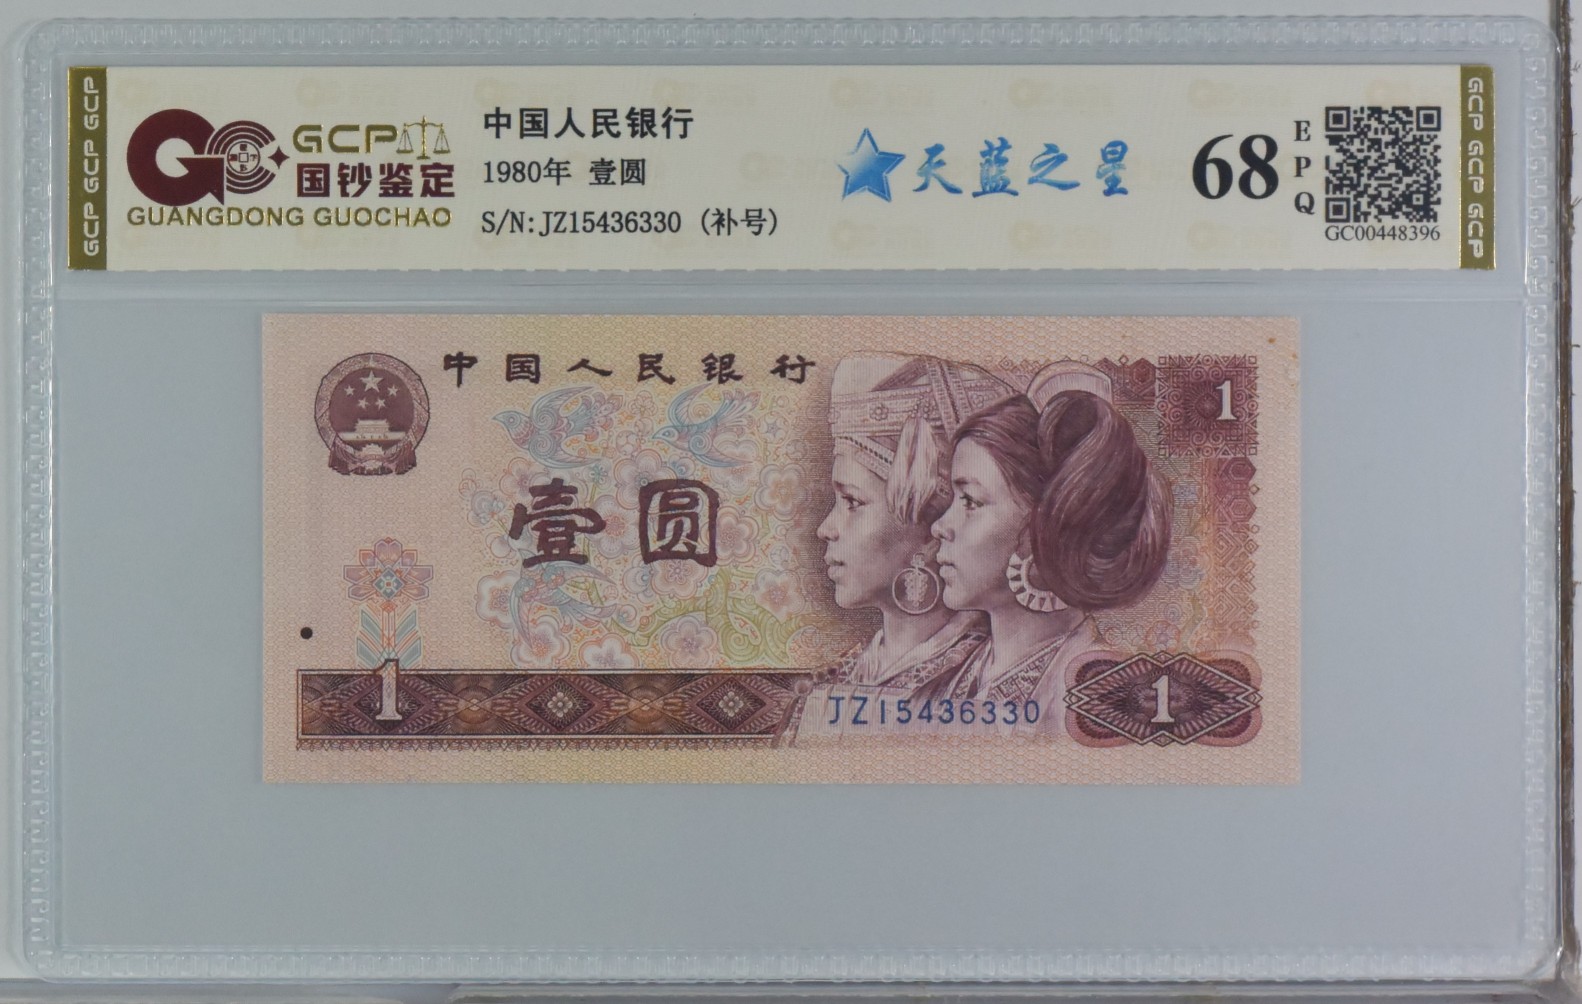 GCP GCP GCP
GCP
国钞鉴定
GUANGDONG GUOCHAO
中国人民银行
1980年 壹圆
S/N:JZ15436330 (补号)
天蓝之星
68
EPQ
GC00448396
GCP GCP GCP
中国人民银行
1
壹圆
1
JZ15436330
1